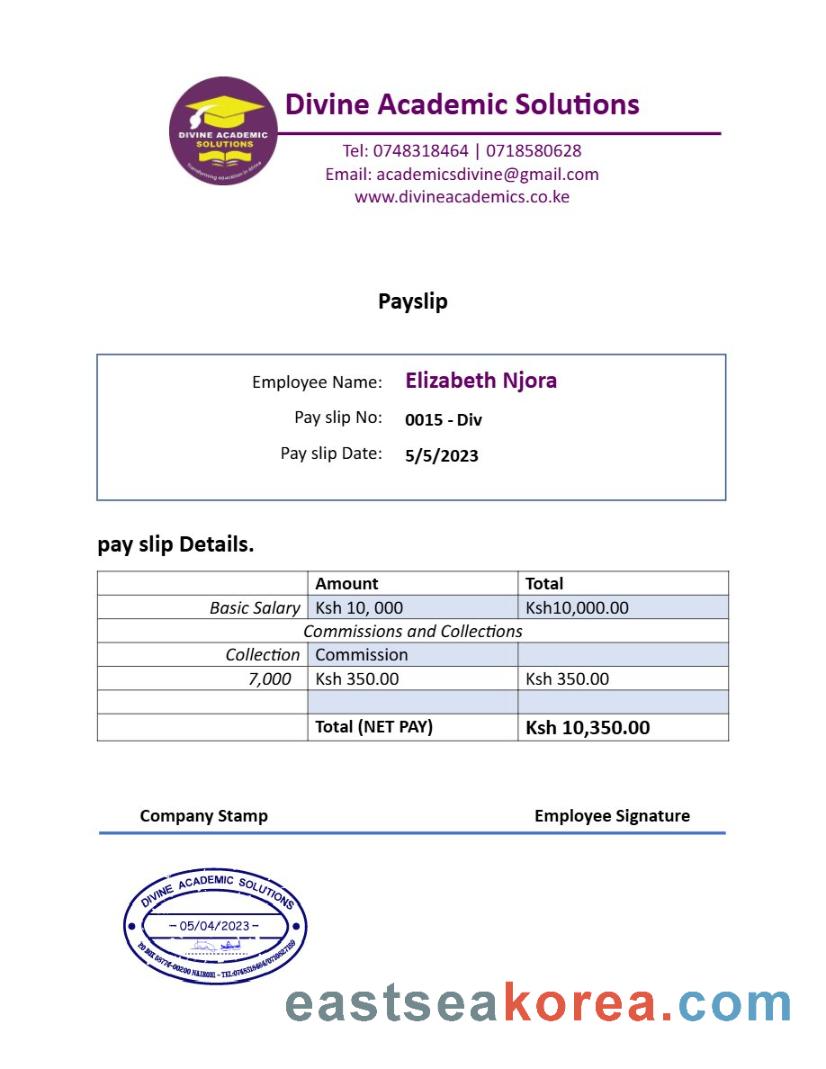 DIVINE ACADEMIC
SOLUTIONS
transforming education in Africa
Divine Academic Solutions
Tel: 0748318464 | 0718580628
Email: academicsdivine@gmail.com
www.divineacademics.co.ke
Payslip
Employee Name: Elizabeth Njora
Pay slip No: 0015 - Div
Pay slip Date: 5/5/2023
pay slip Details.
Amount Total
Basic Salary Ksh 10, 000 Ksh10,000.00
Commissions and Collections
Collection Commission
7,000 Ksh 350.00 Ksh 350.00
Total (NET PAY) Ksh 10,350.00
Company Stamp Employee Signature
DIVINE ACADEMIC SOLUTIONS
- 05/04/2023 -
NAIROBI
eastseakorea.com